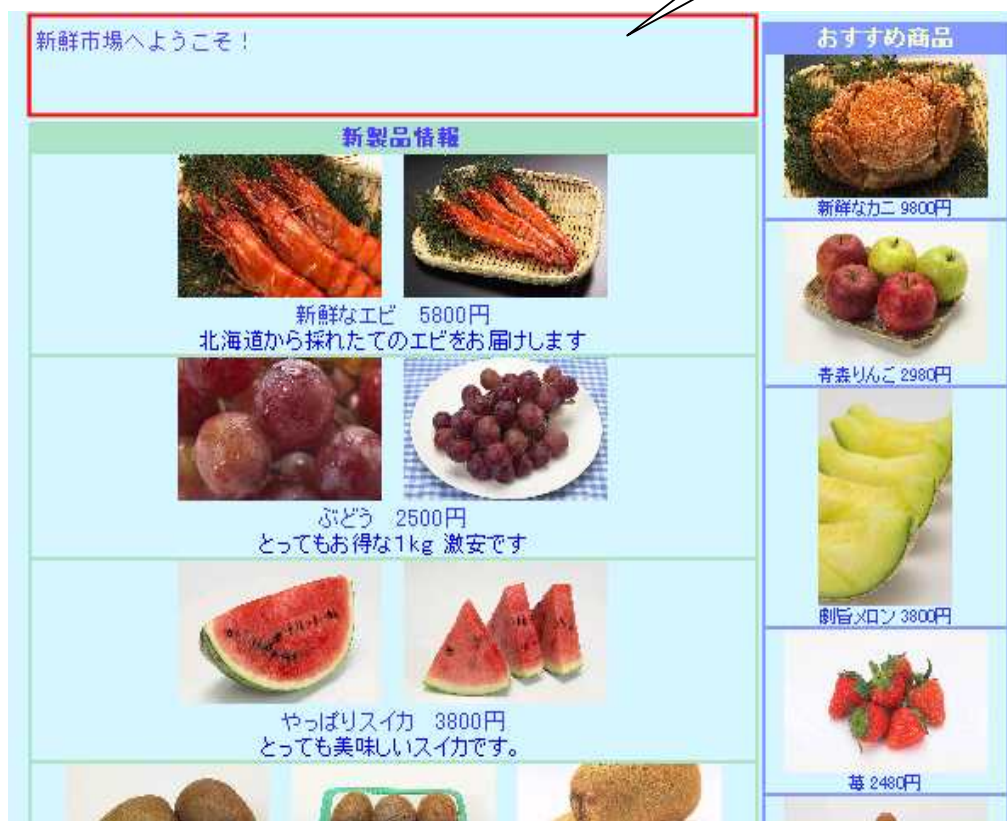 新鮮市場へようこそ！
新製品情報
新鮮なエビ 5800円
北海道から採れたてのエビをお届けします
ぶどう 2500円
とってもお得な1kg 激安です
やっぱりスイカ 3800円
とっても美味しいスイカです。
おすすめ商品
新鮮なカニ 9800円
青森りんご 2980円
劇旨メロン 3800円
苺 2480円